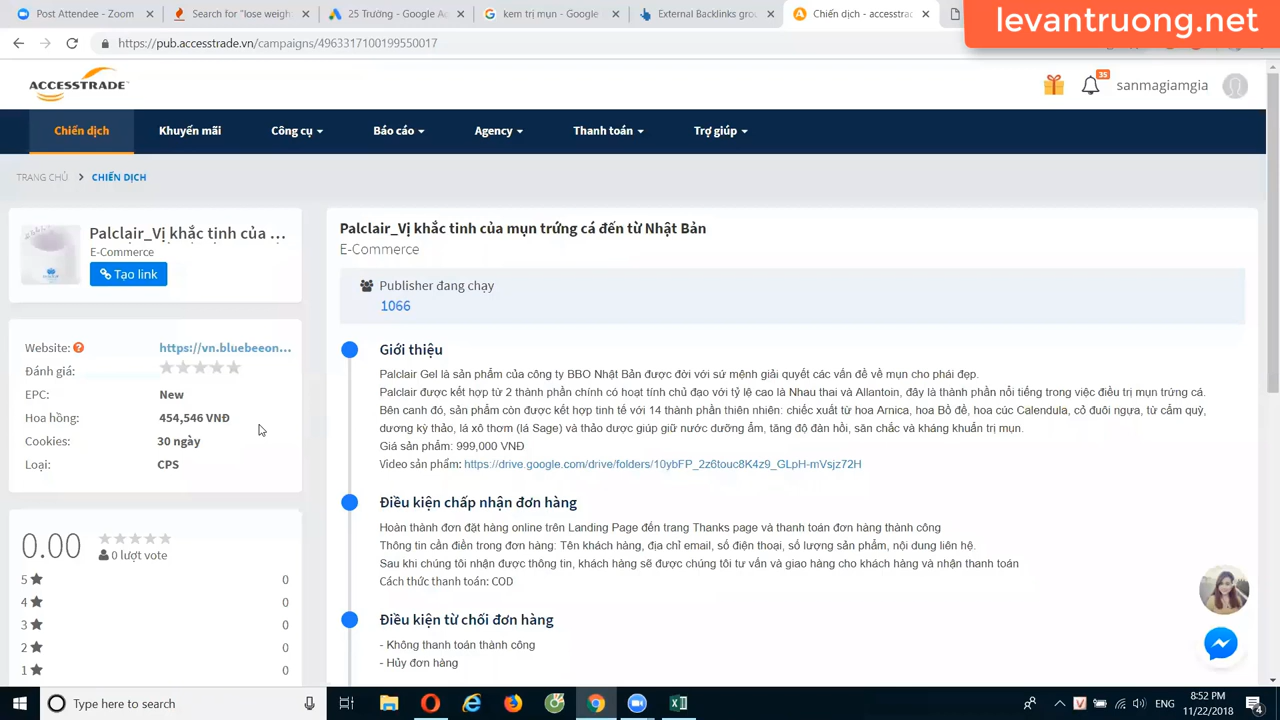 Post Attendee - Zoom
Search for "lose weigh
25 Trường - Google Ad
kem trị mụn - Google
External Backlinks grou
Chiến dịch - accesstrad
levantruong.net
https://pub.accesstrade.vn/campaigns/4963317100199550017
ACCESSTRADE
35
sanmagiamgia
Chiến dịch
Khuyến mãi
Công cụ
Báo cáo
Agency
Thanh toán
Trợ giúp
TRANG CHỦ > CHIẾN DỊCH
Palclair_Vị khắc tinh của ...
E-Commerce
Tạo link
Website: https://vn.bluebeeon...
Đánh giá:
EPC: New
Hoa hồng: 454,546 VNĐ
Cookies: 30 ngày
Loại: CPS
0.00
0 lượt vote
5 0
4 0
3 0
2 0
1 0
Palclair_Vị khắc tinh của mụn trứng cá đến từ Nhật Bản
E-Commerce
Publisher đang chạy
1066
Giới thiệu
Palclair Gel là sản phẩm của công ty BBO Nhật Bản được đời với sứ mệnh giải quyết các vấn đề về mụn cho phái đẹp.
Palclair được kết hợp từ 2 thành phần chính có hoạt tính chủ đạo với tỷ lệ cao là Nhau thai và Allantoin, đây là thành phần nổi tiếng trong việc điều trị mụn trứng cá.
Bên canh đó, sản phẩm còn được kết hợp tinh tế với 14 thành phần thiên nhiên: chiếc xuất từ hoa Arnica, hoa Bồ đề, hoa cúc Calendula, cỏ đuôi ngựa, từ cẩm quỳ,
dương kỳ thảo, lá xô thơm (lá Sage) và thảo dược giúp giữ nước dưỡng ẩm, tăng độ đàn hồi, săn chắc và kháng khuẩn trị mụn.
Giá sản phẩm: 999,000 VNĐ
Video sản phẩm: https://drive.google.com/drive/folders/10ybFP_2z6touc8K4z9_GLpH-mVsjz72H
Điều kiện chấp nhận đơn hàng
Hoàn thành đơn đặt hàng online trên Landing Page đến trang Thanks page và thanh toán đơn hàng thành công
Thông tin cần điền trong đơn hàng: Tên khách hàng, địa chỉ email, số điện thoại, số lượng sản phẩm, nội dung liên hệ.
Sau khi chúng tôi nhận được thông tin, khách hàng sẽ được chúng tôi tư vấn và giao hàng cho khách hàng và nhận thanh toán
Cách thức thanh toán: COD
Điều kiện từ chối đơn hàng
- Không thanh toán thành công
- Hủy đơn hàng
Type here to search
ENG
8:52 PM
11/22/2018
4